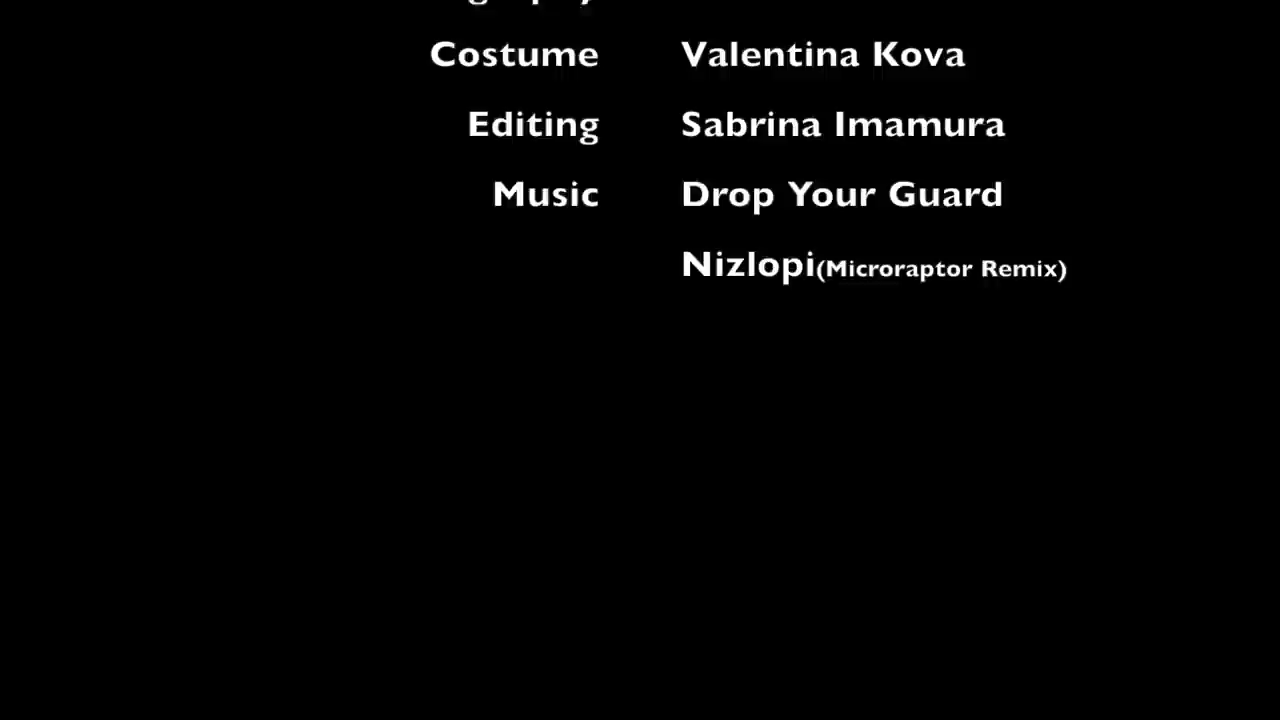 Costume Valentina Kova
Editing Sabrina Imamura
Music Drop Your Guard
Nizlopi(Microraptor Remix)